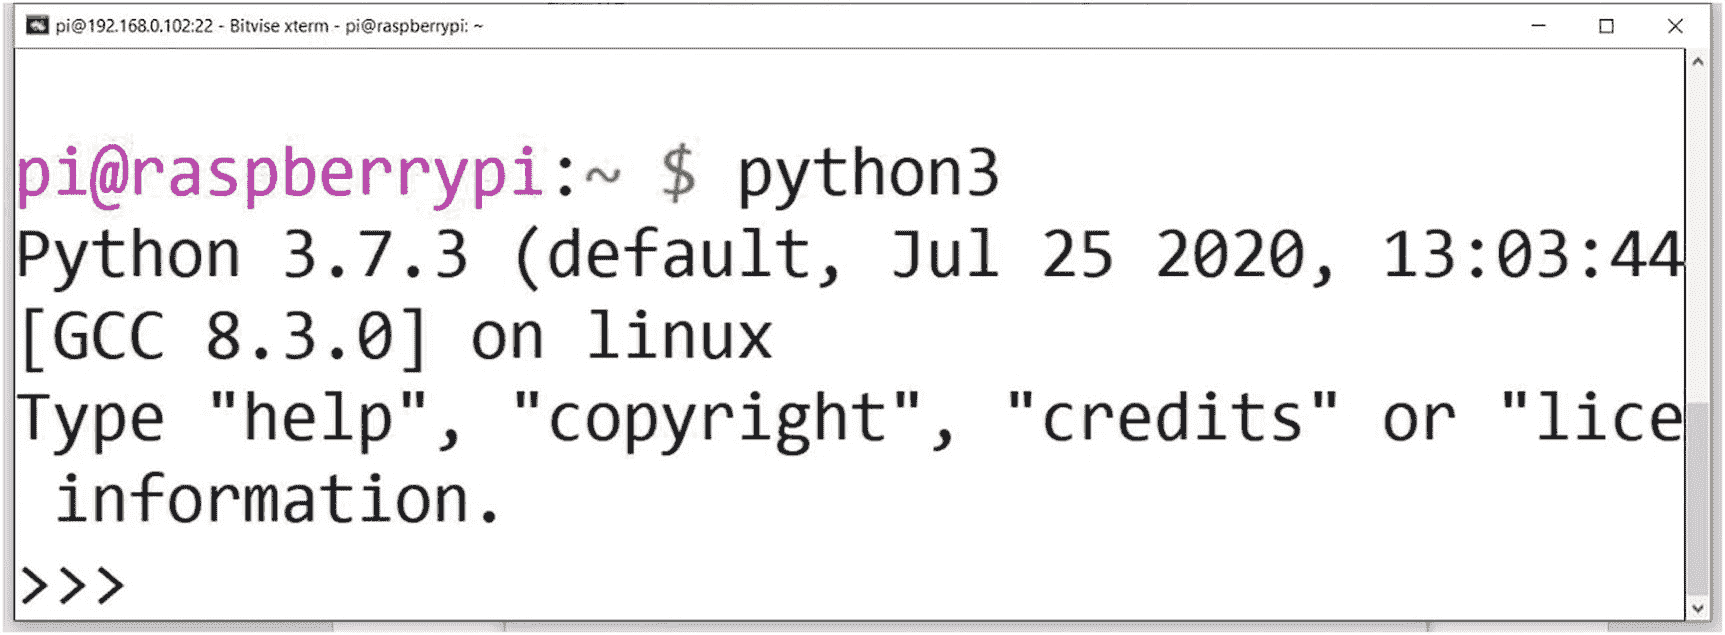 pi@192.168.0.102:22 - Bitvise xterm - pi@raspberrypi: ~
pi@raspberrypi:~ $ python3
Python 3.7.3 (default, Jul 25 2020, 13:03:44
[GCC 8.3.0] on linux
Type "help", "copyright", "credits" or "lice
 information.
>>>